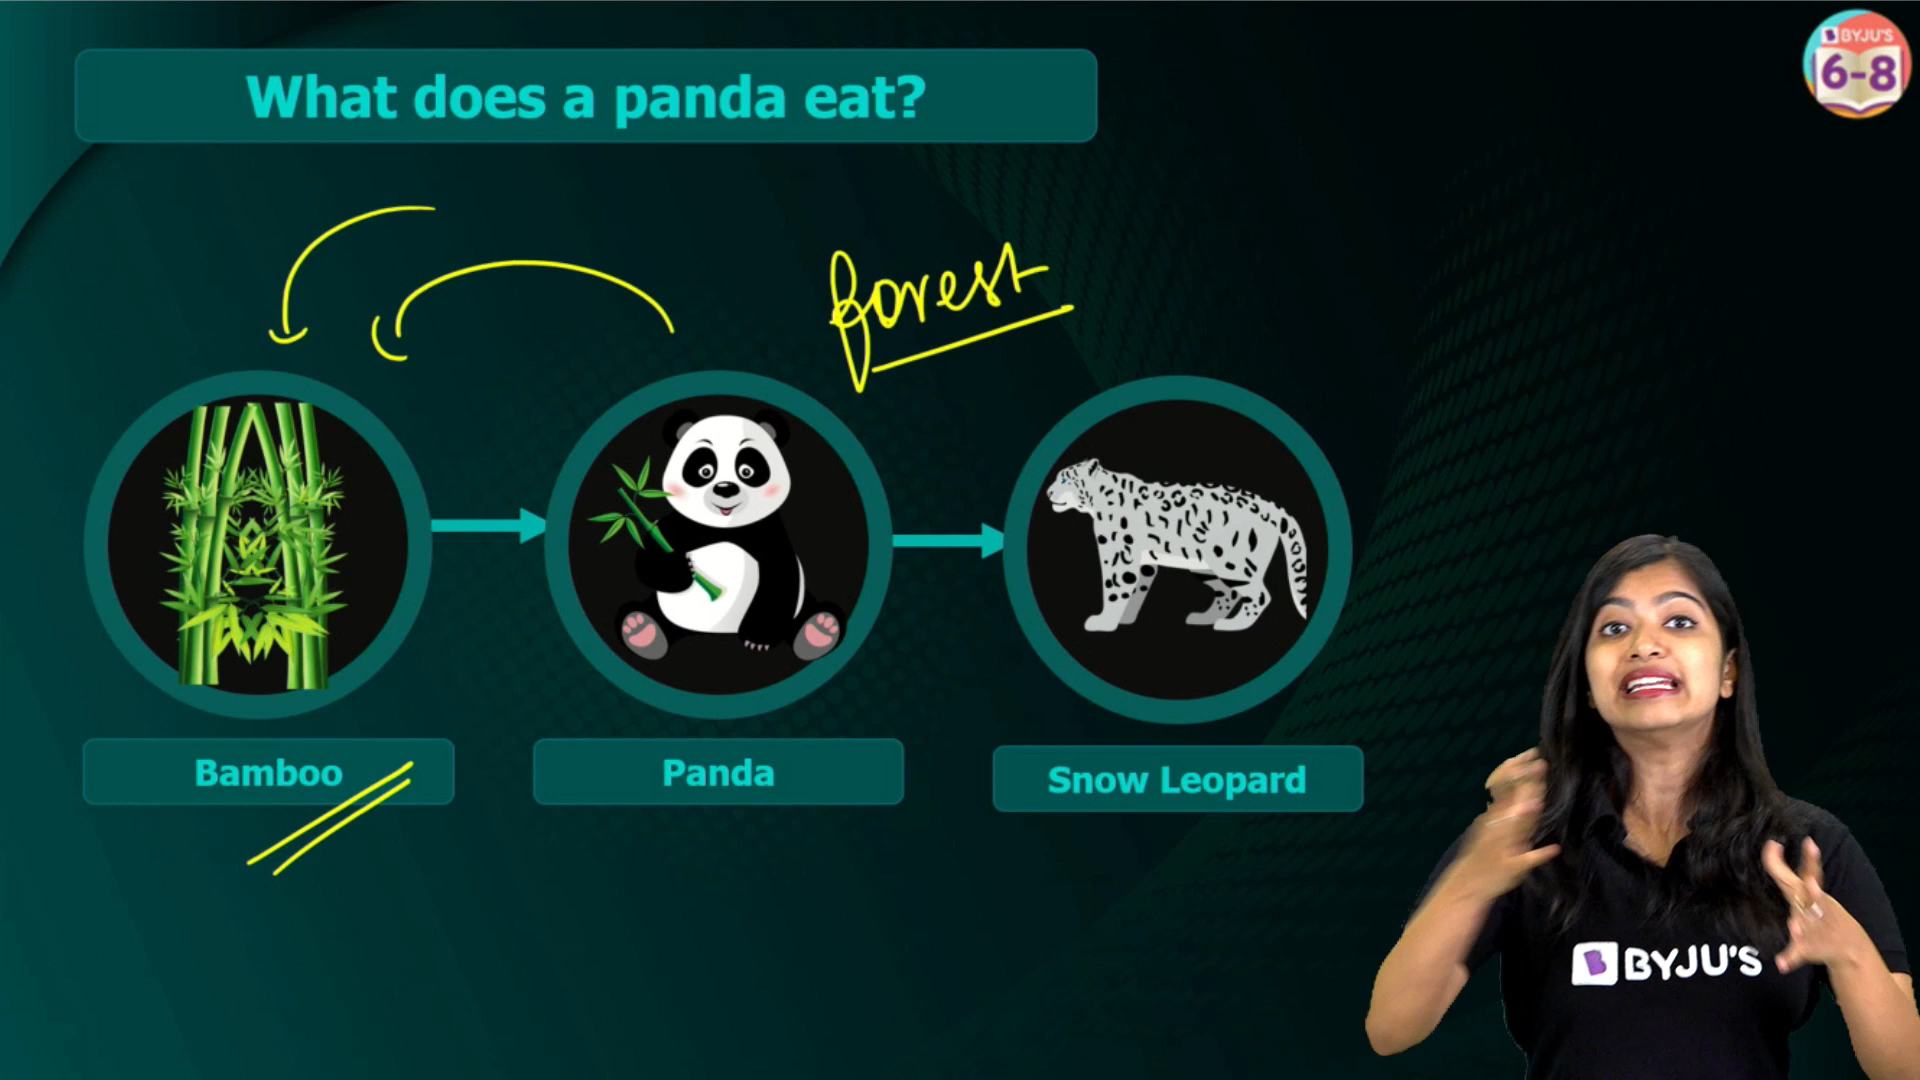 BYJU'S
6-8
What does a panda eat?
forest
Bamboo
Panda
Snow Leopard
BYJU'S